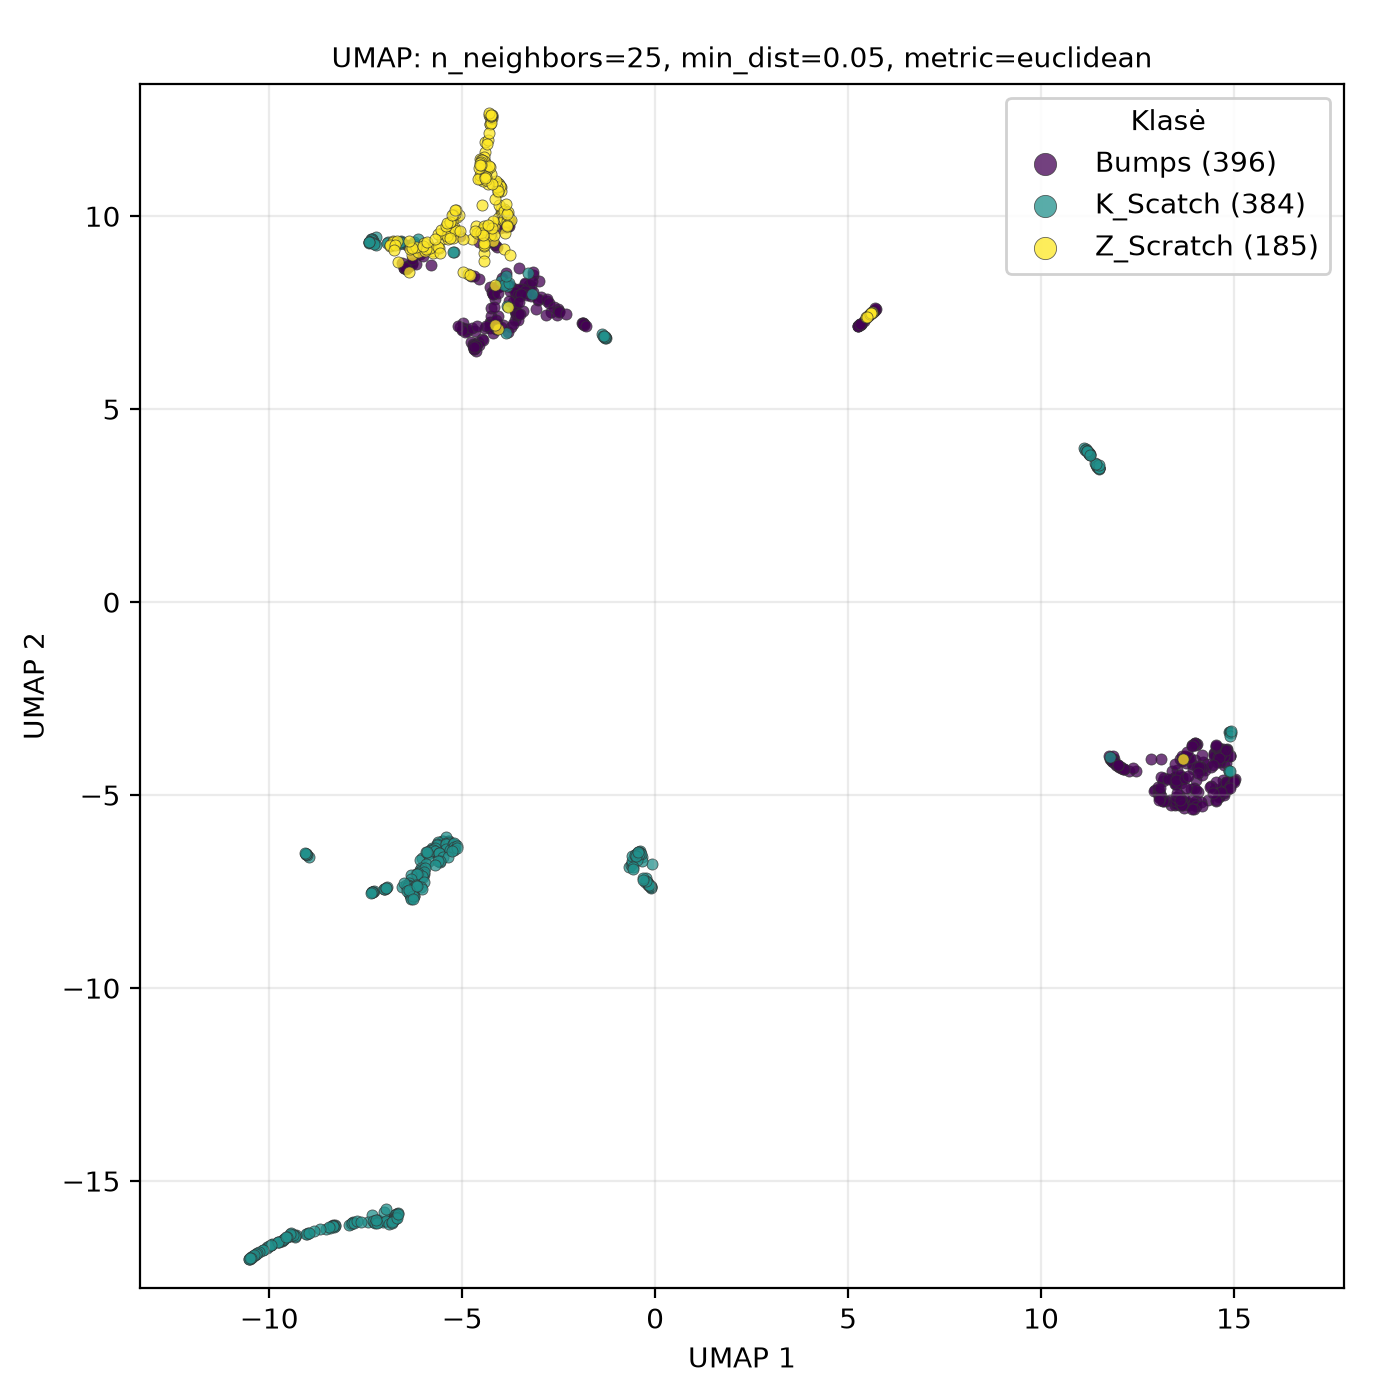 UMAP: n_neighbors=25, min_dist=0.05, metric=euclidean
Klasė
Bumps (396)
K_Scatch (384)
Z_Scratch (185)
10
5
0
−5
−10
−15
UMAP 2
−10
−5
0
5
10
15
UMAP 1